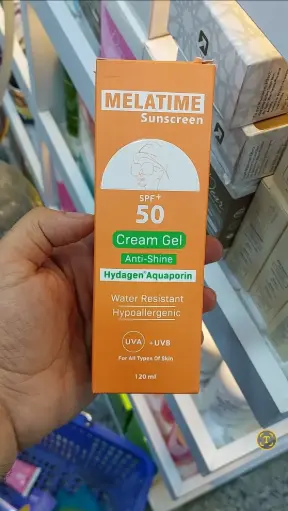 MELATIME
Sunscreen
SPF+
50
Cream Gel
Anti-Shine
Hydagen® Aquaporin
Water Resistant
Hypoallergenic
UVA + UVB
For All Types Of Skin
120 ml